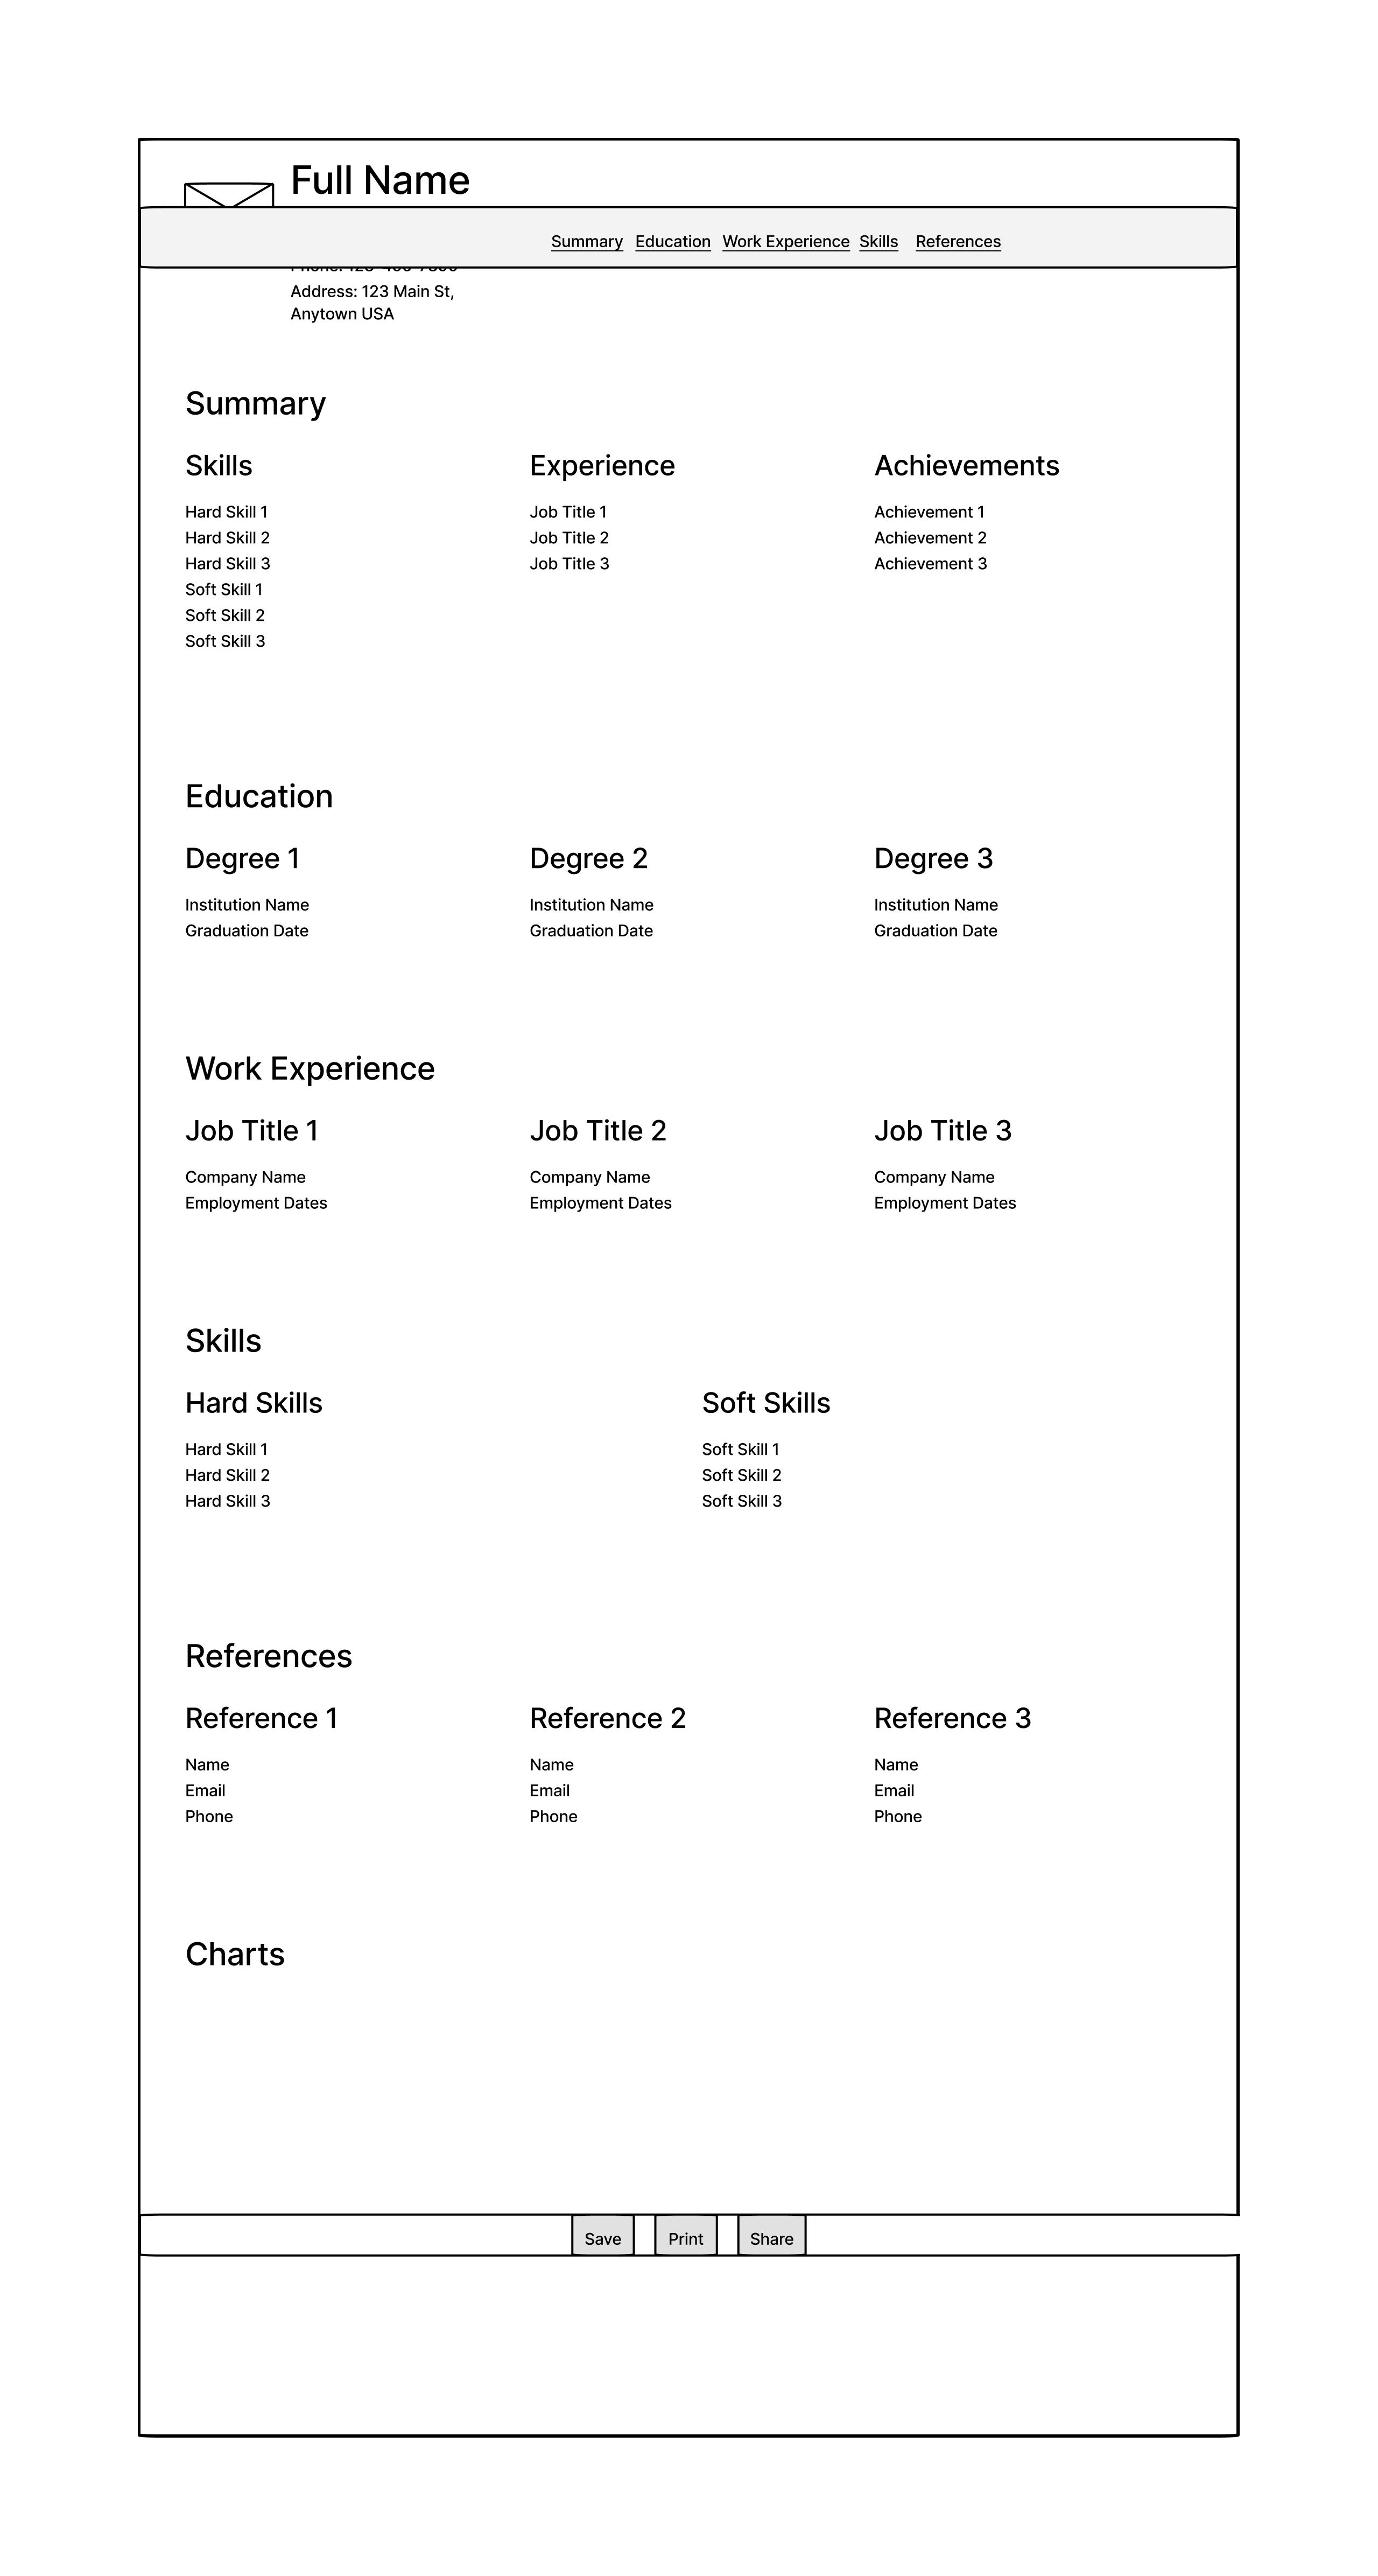 Full Name
Summary Education Work Experience Skills References
Address: 123 Main St,
Anytown USA
Summary
Skills Experience Achievements
Hard Skill 1 Job Title 1 Achievement 1
Hard Skill 2 Job Title 2 Achievement 2
Hard Skill 3 Job Title 3 Achievement 3
Soft Skill 1
Soft Skill 2
Soft Skill 3
Education
Degree 1 Degree 2 Degree 3
Institution Name Institution Name Institution Name
Graduation Date Graduation Date Graduation Date
Work Experience
Job Title 1 Job Title 2 Job Title 3
Company Name Company Name Company Name
Employment Dates Employment Dates Employment Dates
Skills
Hard Skills Soft Skills
Hard Skill 1 Soft Skill 1
Hard Skill 2 Soft Skill 2
Hard Skill 3 Soft Skill 3
References
Reference 1 Reference 2 Reference 3
Name Name Name
Email Email Email
Phone Phone Phone
Charts
Save Print Share